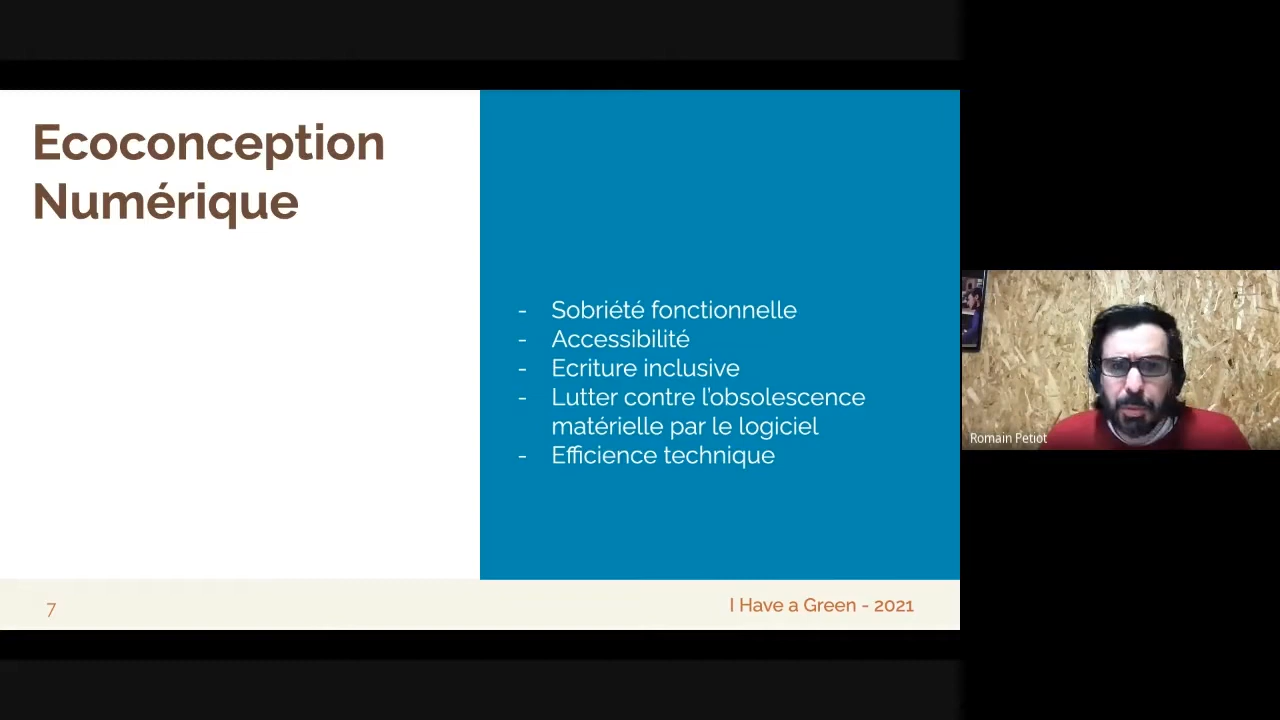 Ecoconception
Numérique
- Sobriété fonctionnelle
- Accessibilité
- Ecriture inclusive
- Lutter contre l'obsolescence
matérielle par le logiciel
- Efficience technique
7
I Have a Green - 2021
Romain Petiot